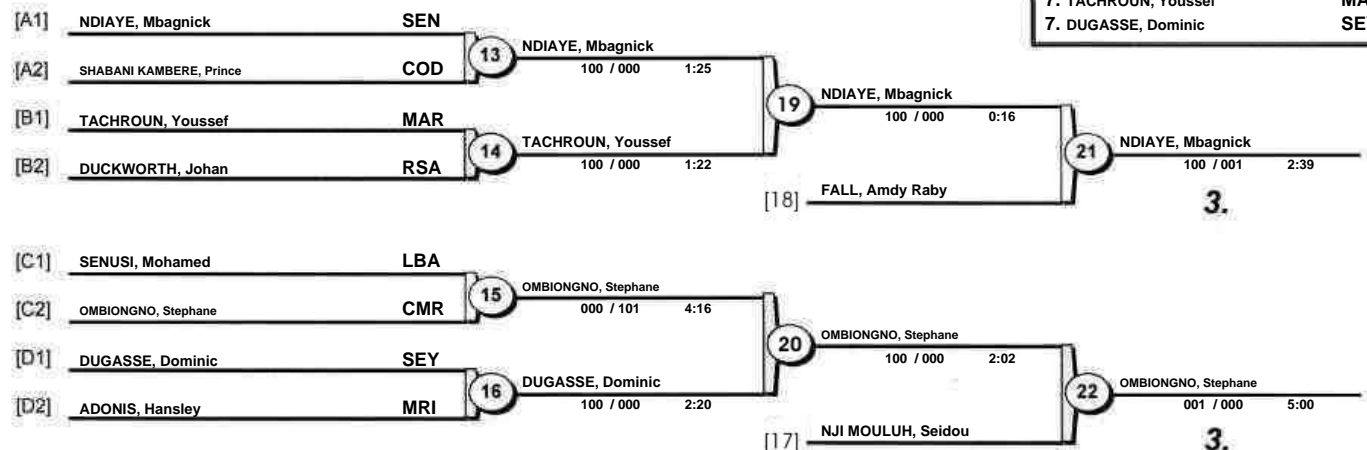 7. TACHROUN, Youssef
7. DUGASSE, Dominic SE
[A1] NDIAYE, Mbagnick SEN
[A2] SHABANI KAMBERE, Prince COD
13 NDIAYE, Mbagnick
100 / 000 1:25
[B1] TACHROUN, Youssef MAR
[B2] DUCKWORTH, Johan RSA
14 TACHROUN, Youssef
100 / 000 1:22
19 NDIAYE, Mbagnick
100 / 000 0:16
[18] FALL, Amdy Raby
21 NDIAYE, Mbagnick
100 / 001 2:39
3.
[C1] SENUSI, Mohamed LBA
[C2] OMBIONGNO, Stephane CMR
15 OMBIONGNO, Stephane
000 / 101 4:16
[D1] DUGASSE, Dominic SEY
[D2] ADONIS, Hansley MRI
16 DUGASSE, Dominic
100 / 000 2:20
20 OMBIONGNO, Stephane
100 / 000 2:02
[17] NJI MOULUH, Seidou
22 OMBIONGNO, Stephane
001 / 000 5:00
3.